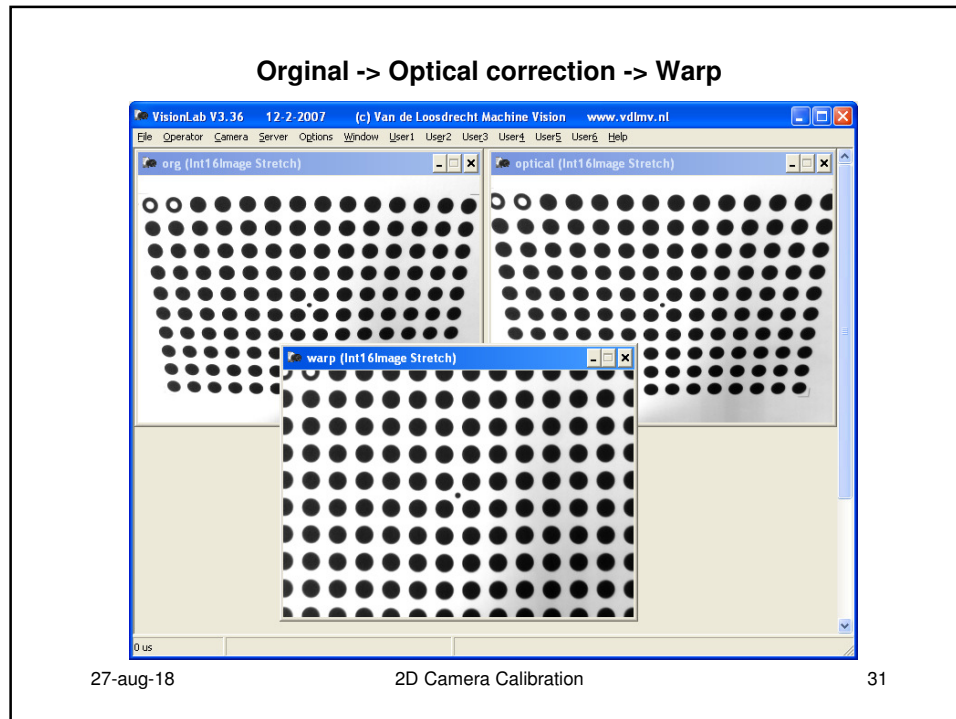 Orginal -> Optical correction -> Warp
VisionLab V3.36 12-2-2007 (c) Van de Loosdrecht Machine Vision www.vdlmv.nl
File Operator Camera Server Options Window User1 User2 User3 User4 User5 User6 Help
org (Int16Image Stretch)
optical (Int16Image Stretch)
warp (Int16Image Stretch)
0 us
27-aug-18 2D Camera Calibration 31